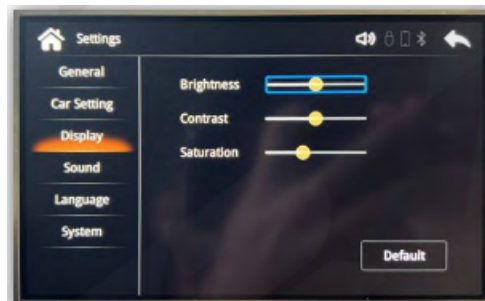 Settings
General
Car Setting
Display
Sound
Language
System
Brightness
Contrast
Saturation
Default